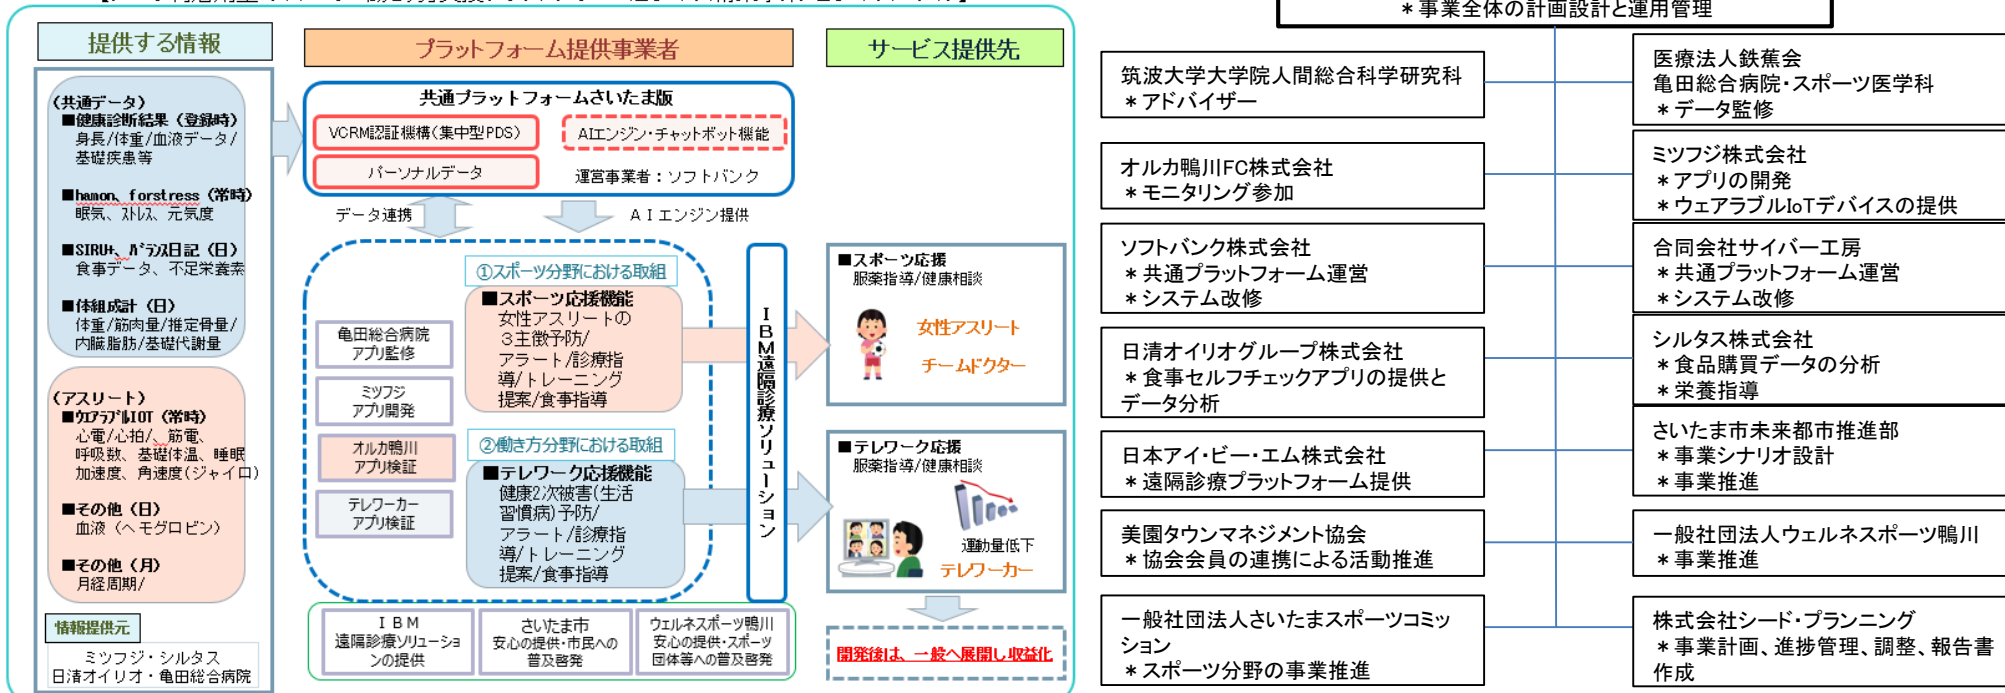 提供する情報
(共通データ)
■健康診断結果(登録時)
身長/体重/血液データ/
基礎疾患等
■hamon、forstress(常時)
眠気、ストレス、元気度
■SIRU+、バランス日記(日)
食事データ、不足栄養素
■体組成計(日)
体重/筋肉量/推定骨量/
内臓脂肪/基礎代謝量
(アスリート)
■ウエアラブルIOT(常時)
心電/心拍/、筋電、
呼吸数、基礎体温、睡眠
加速度、角速度(ジャイロ)
■その他(日)
血液(ヘモグロビン)
■その他(月)
月経周期/
情報提供元
ミツフジ・シルタス
日清オイリオ・亀田総合病院
プラットフォーム提供事業者
共通プラットフォームさいたま版
VCRM認証機構(集中型PDS)
AIエンジン・チャットボット機能
パーソナルデータ
運営事業者:ソフトバンク
データ連携
AIエンジン提供
①スポーツ分野における取組
■スポーツ応援機能
女性アスリートの
3主徴予防/
アラート/診療指
導/トレーニング
提案/食事指導
亀田総合病院
アプリ監修
ミツフジ
アプリ開発
オルカ鴨川
アプリ検証
テレワーカー
アプリ検証
②働き方分野における取組
■テレワーク応援機能
健康2次被害(生活
習慣病)予防/
アラート/診療指
導/トレーニング
提案/食事指導
IBM遠隔診療ソリューション
IBM
遠隔診療ソリューショ
ンの提供
さいたま市
安心の提供・市民への
普及啓発
ウェルネスポーツ鴨川
安心の提供・スポーツ
団体等への普及啓発
サービス提供先
■スポーツ応援
服薬指導/健康相談
女性アスリート
チームドクター
■テレワーク応援
服薬指導/健康相談
運動量低下
テレワーカー
開発後は、一般へ展開し収益化
*事業全体の計画設計と運用管理
筑波大学大学院人間総合科学研究科
*アドバイザー
医療法人鉄蕉会
亀田総合病院・スポーツ医学科
*データ監修
オルカ鴨川FC株式会社
*モニタリング参加
ミツフジ株式会社
*アプリの開発
*ウェアラブルIoTデバイスの提供
ソフトバンク株式会社
*共通プラットフォーム運営
*システム改修
合同会社サイバー工房
*共通プラットフォーム運営
*システム改修
日清オイリオグループ株式会社
*食事セルフチェックアプリの提供と
データ分析
シルタス株式会社
*食品購買データの分析
*栄養指導
日本アイ・ビー・エム株式会社
*遠隔診療プラットフォーム提供
さいたま市未来都市推進部
*事業シナリオ設計
*事業推進
美園タウンマネジメント協会
*協会会員の連携による活動推進
一般社団法人ウェルネスポーツ鴨川
*事業推進
一般社団法人さいたまスポーツコミッ
ション
*スポーツ分野の事業推進
株式会社シード・プランニング
*事業計画、進捗管理、調整、報告書
作成